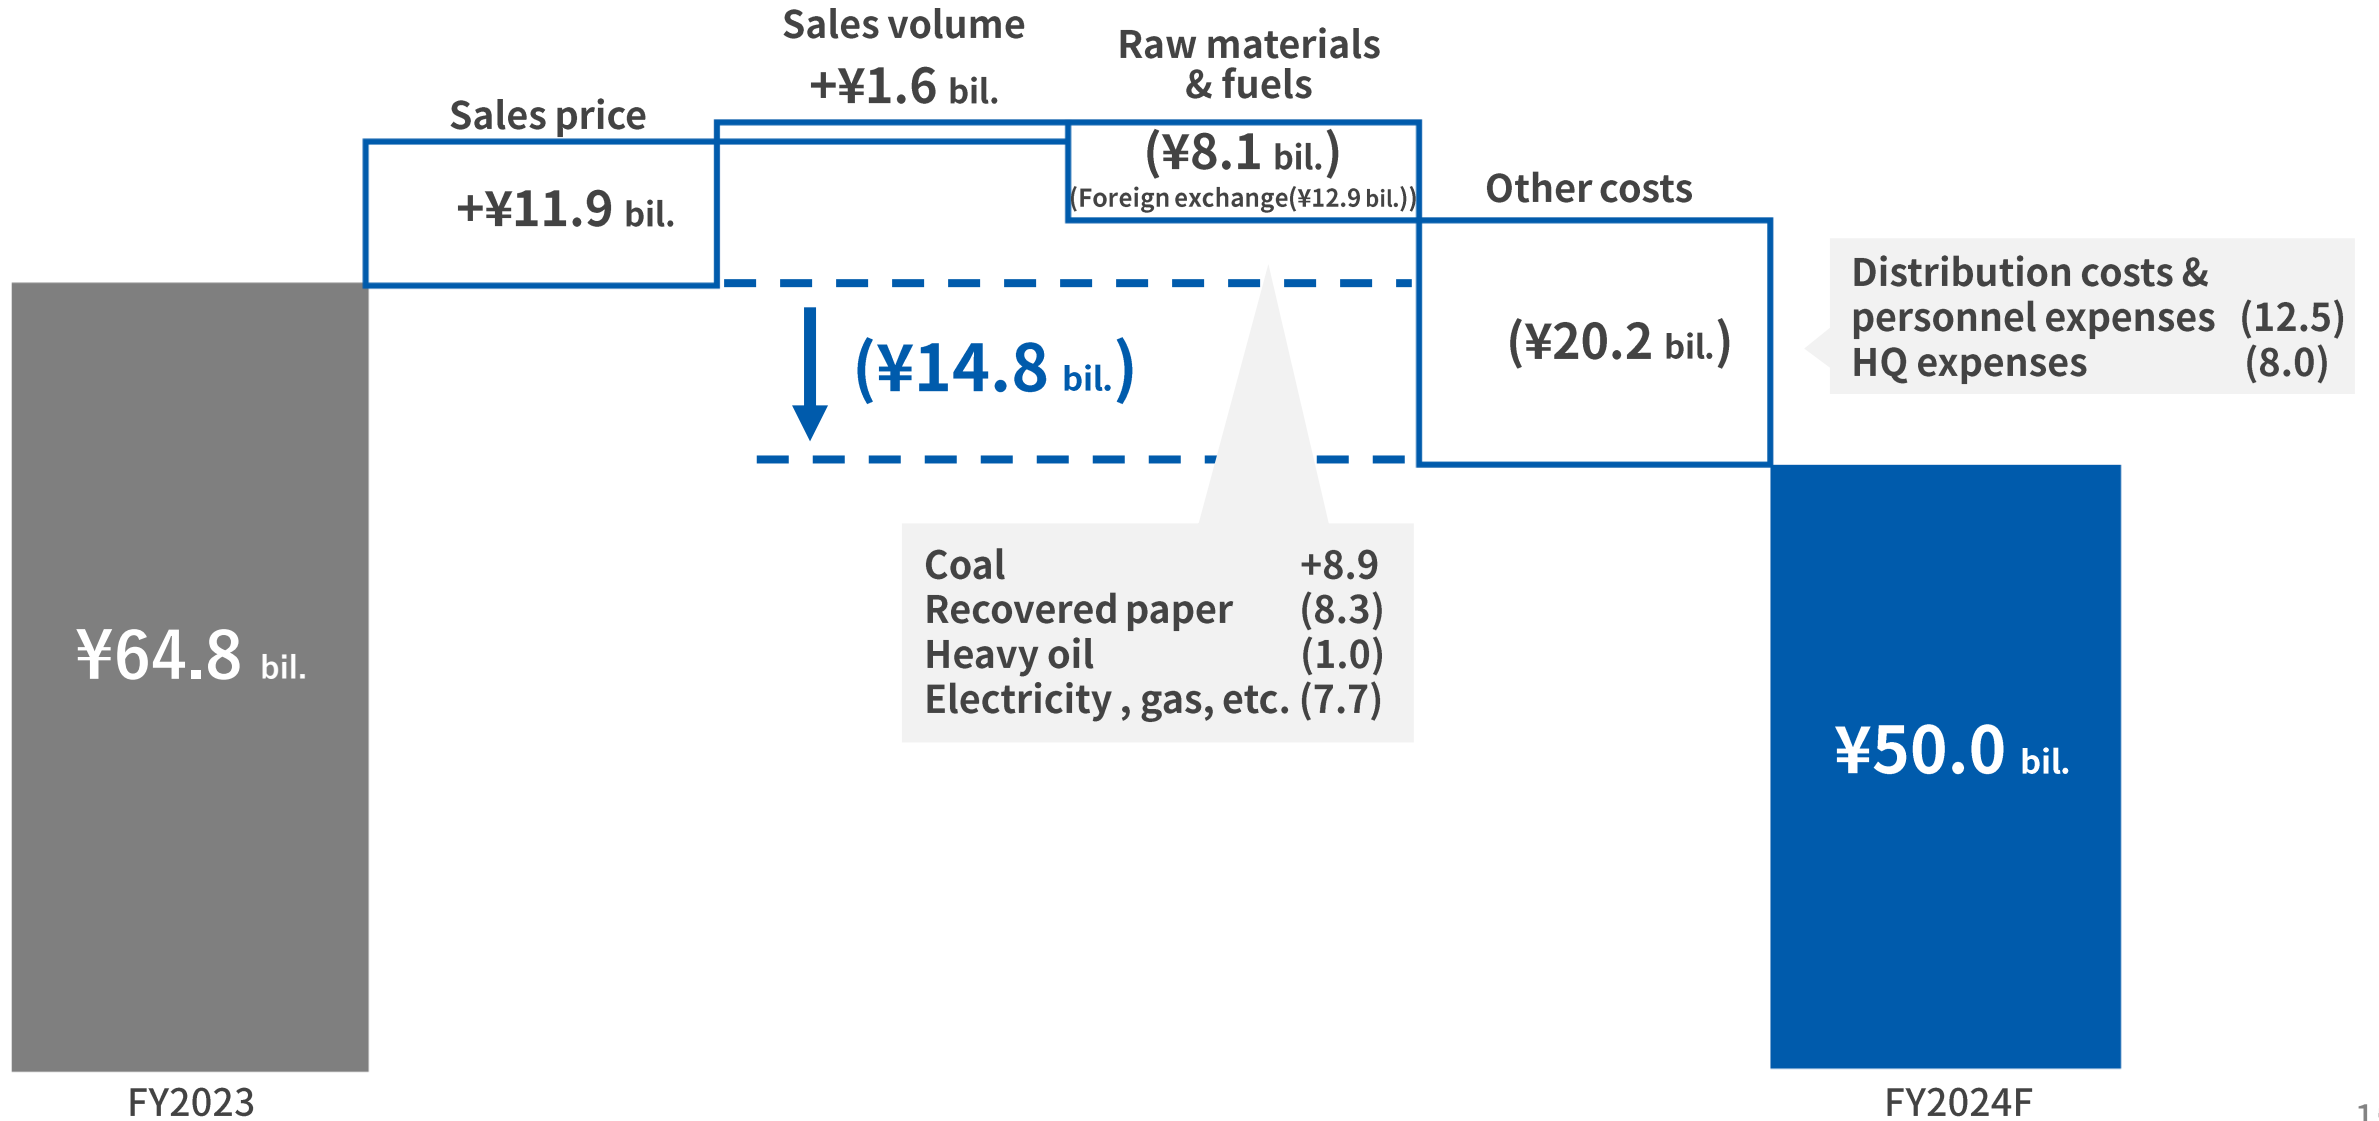 Sales volume
+¥1.6 bil.
Raw materials
& fuels
Sales price
(¥8.1 bil.)
(Foreign exchange(¥12.9 bil.))
Other costs
+¥11.9 bil.
Distribution costs &
personnel expenses (12.5)
HQ expenses (8.0)
(¥14.8 bil.)
(¥20.2 bil.)
Coal +8.9
Recovered paper (8.3)
Heavy oil (1.0)
Electricity , gas, etc. (7.7)
¥64.8 bil.
¥50.0 bil.
FY2023
FY2024F